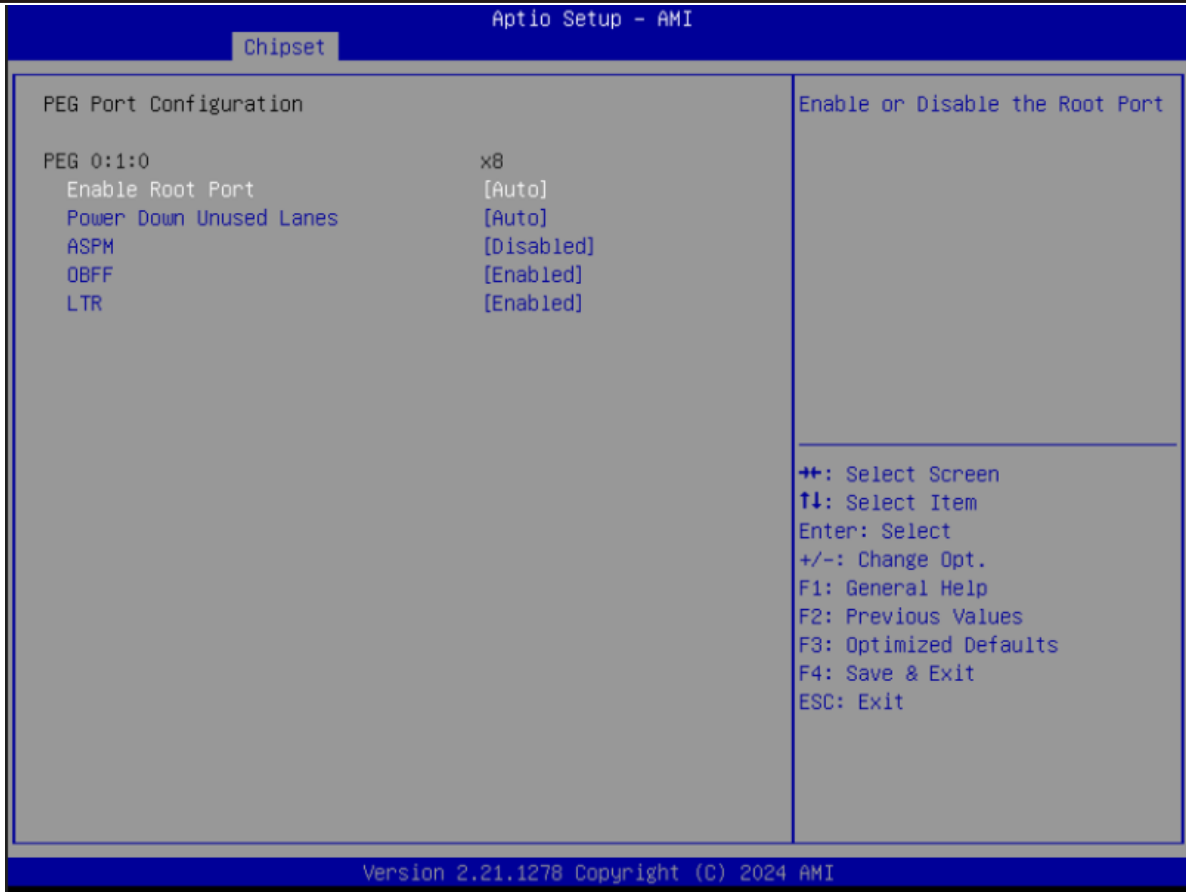 Aptio Setup – AMI
Chipset
PEG Port Configuration
PEG 0:1:0 x8
Enable Root Port [Auto]
Power Down Unused Lanes [Auto]
ASPM [Disabled]
OBFF [Enabled]
LTR [Enabled]
Enable or Disable the Root Port
→←: Select Screen
↑↓: Select Item
Enter: Select
+/-: Change Opt.
F1: General Help
F2: Previous Values
F3: Optimized Defaults
F4: Save & Exit
ESC: Exit
Version 2.21.1278 Copyright (C) 2024 AMI